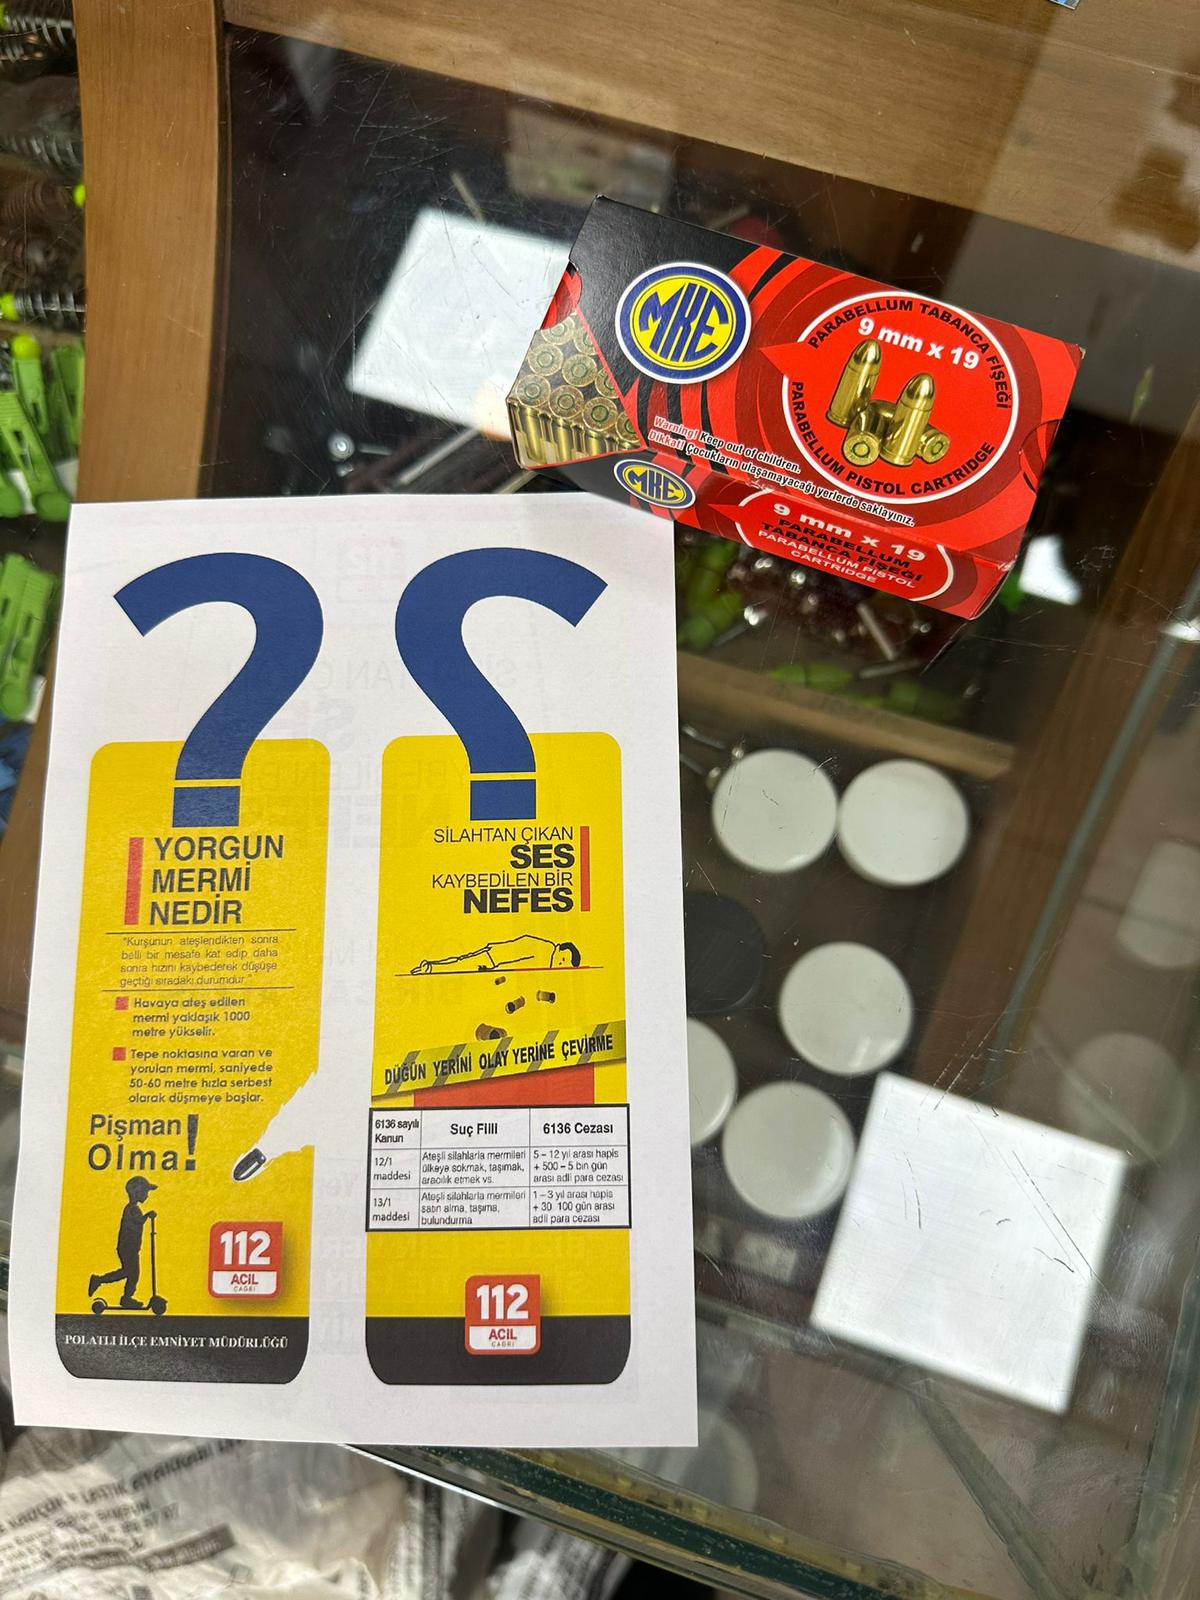 MKE
PARABELLUM TABANCA FİŞEĞİ
9 mm x 19
PARABELLUM PISTOL CARTRIDGE
Warning! Keep out of children.
Dikkat! Çocukların ulaşamayacağı yerlerde saklayınız.
MKE
9 mm x 19
PARABELLUM
TABANCA FİŞEĞİ
PARABELLUM PISTOL
CARTRIDGE
?
YORGUN
MERMİ
NEDİR
"Kurşunun ateşlendikten sonra
belli bir mesafe kat edip daha
sonra hızını kaybederek düşüşe
geçtiği sıradaki durumdur."
Havaya ateş edilen
mermi yaklaşık 1000
metre yükselir.
Tepe noktasına varan ve
yorulan mermi, saniyede
50-60 metre hızla serbest
olarak düşmeye başlar.
Pişman
Olma!
112
ACİL
ÇAĞRI
POLATLI İLÇE EMNİYET MÜDÜRLÜĞÜ
؟
SİLAHTAN ÇIKAN
SES
KAYBEDİLEN BİR
NEFES
DÜĞÜN YERİNİ OLAY YERİNE ÇEVİRME
6136 sayılı Kanun Suç Fiili 6136 Cezası
12/1 maddesi Ateşli silahlarla mermileri ülkeye sokmak, taşımak, aracılık etmek vs. 5 – 12 yıl arası hapis + 500 – 5 bin gün arası adli para cezası
13/1 maddesi Ateşli silahlarla mermileri satın alma, taşıma, bulundurma 1 – 3 yıl arası hapis + 30 100 gün arası adli para cezası
112
ACİL
ÇAĞRI